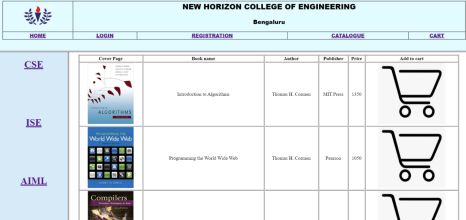 NEW HORIZON COLLEGE OF ENGINEERING
Bengaluru
HOME LOGIN REGISTRATION CATALOGUE CART
CSE
ISE
AIML
Cover Page Book name Author Publisher Price Add to cart
ALGORITHMS
Introduction to Algorithms Thomas H. Cormen MIT Press
World Wide Web
Programming the World Wide Web Thomas H. Cormen Pearson
Compilers